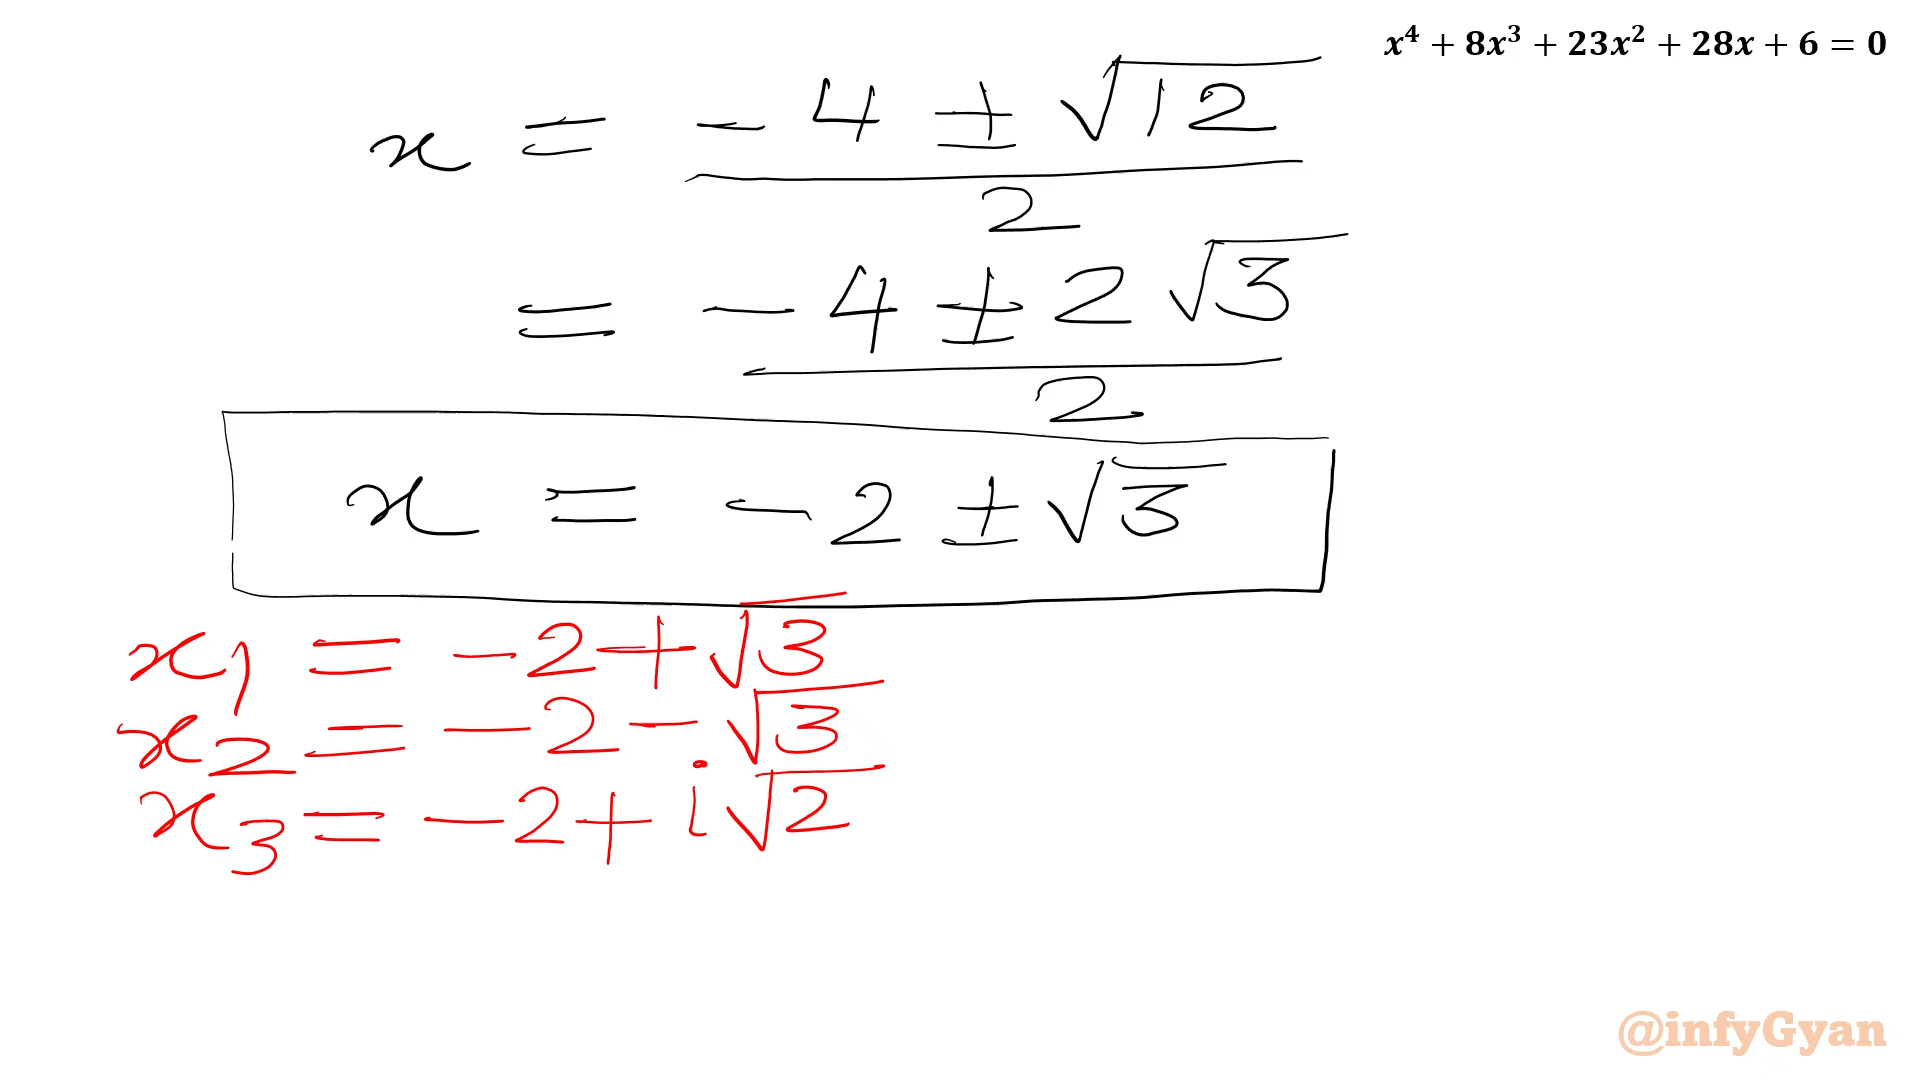 x⁴ + 8x³ + 23x² + 28x + 6 = 0
x = (-4 ± √12)/2
= (-4 ± 2√3)/2
x = -2 ± √3
x₁ = -2 + √3
x₂ = -2 - √3
x₃ = -2 + i√2
@infyGyan